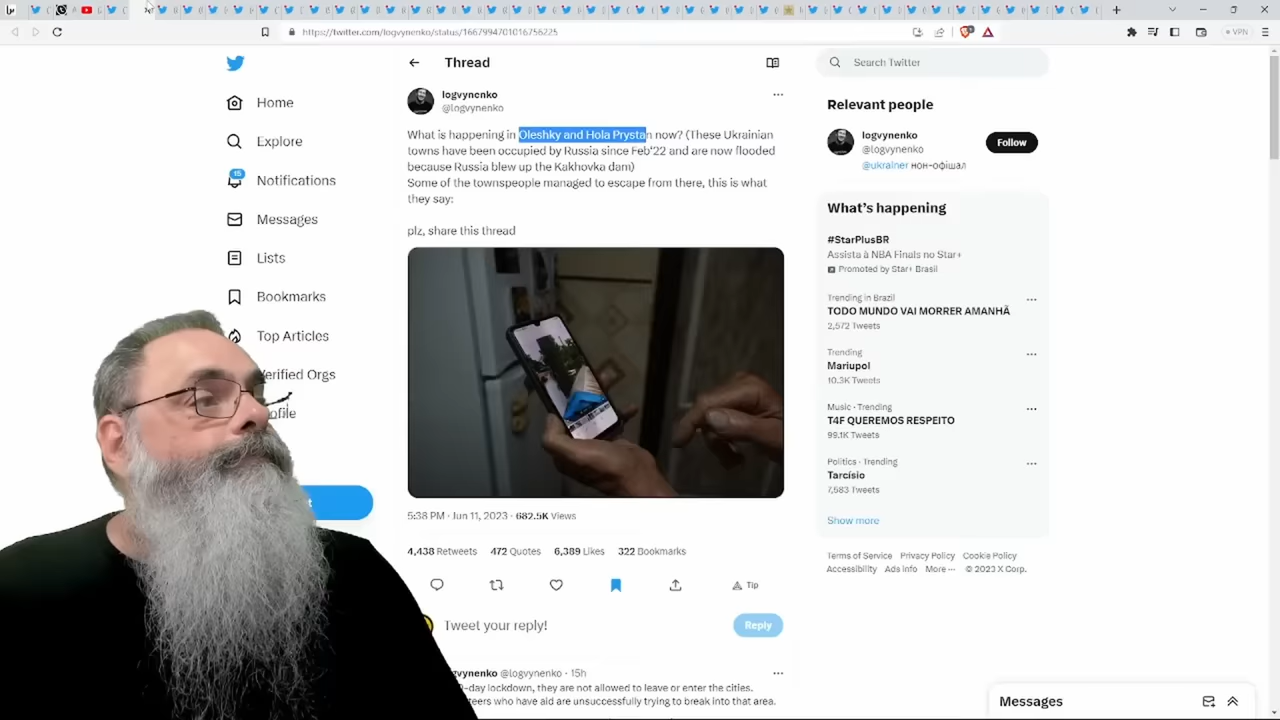 https://twitter.com/logvynenko/status/1667994701016756225
VPN
Home
Explore
15
Notifications
Messages
Lists
Bookmarks
Top Articles
erified Orgs
ofile
Thread
logvynenko
@logvynenko
What is happening in Oleshky and Hola Prystan now? (These Ukrainian
towns have been occupied by Russia since Feb'22 and are now flooded
because Russia blew up the Kakhovka dam)
Some of the townspeople managed to escape from there, this is what
they say:
plz, share this thread
5:38 PM · Jun 11, 2023 · 682.5K Views
4,438 Retweets 472 Quotes 6,389 Likes 322 Bookmarks
Tip
Tweet your reply!
Reply
vynenko @logvynenko · 15h
-day lockdown, they are not allowed to leave or enter the cities.
teers who have aid are unsuccessfully trying to break into that area.
Search Twitter
Relevant people
logvynenko
@logvynenko
Follow
@ukrainer нон-офішал
What's happening
#StarPlusBR
Assista à NBA Finals no Star+
Promoted by Star+ Brasil
Trending in Brazil
TODO MUNDO VAI MORRER AMANHÃ
2,572 Tweets
Trending
Mariupol
10.3K Tweets
Music · Trending
T4F QUEREMOS RESPEITO
99.1K Tweets
Politics · Trending
Tarcísio
7,583 Tweets
Show more
Terms of Service Privacy Policy Cookie Policy
Accessibility Ads info More ··· © 2023 X Corp.
Messages